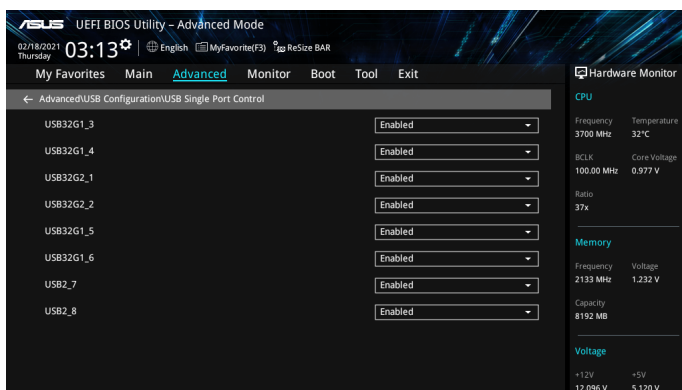 ASUS UEFI BIOS Utility – Advanced Mode
02/18/2021
Thursday
03:13
English
MyFavorite(F3)
ReSize BAR
My Favorites Main Advanced Monitor Boot Tool Exit
Hardware Monitor
← Advanced\USB Configuration\USB Single Port Control
USB32G1_3 Enabled
USB32G1_4 Enabled
USB32G2_1 Enabled
USB32G2_2 Enabled
USB32G1_5 Enabled
USB32G1_6 Enabled
USB2_7 Enabled
USB2_8 Enabled
CPU
Frequency Temperature
3700 MHz 32°C
BCLK Core Voltage
100.00 MHz 0.977 V
Ratio
37x
Memory
Frequency Voltage
2133 MHz 1.232 V
Capacity
8192 MB
Voltage
+12V +5V
12.096 V 5.120 V